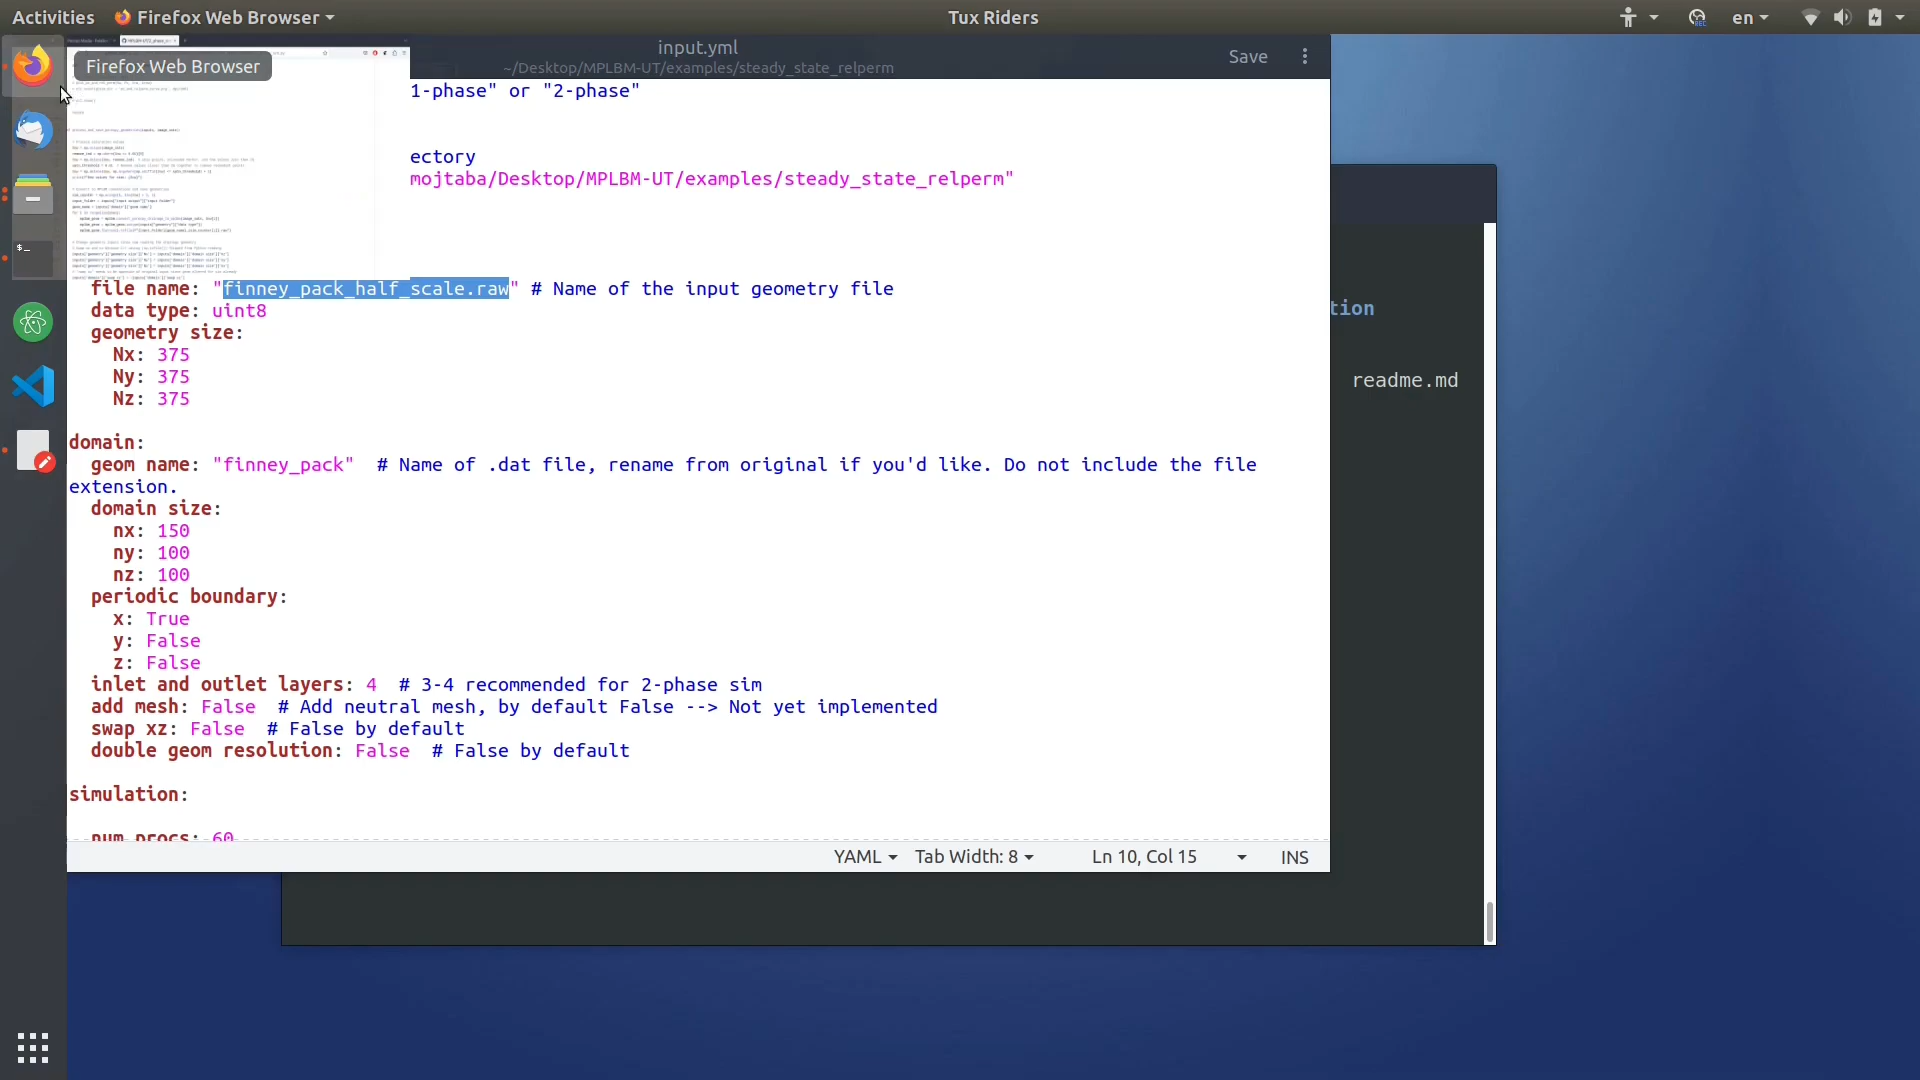 Activities Firefox Web Browser Tux Riders en
Firefox Web Browser
input.yml
~/Desktop/MPLBM-UT/examples/steady_state_relperm
Save
1-phase" or "2-phase"
ectory
mojtaba/Desktop/MPLBM-UT/examples/steady_state_relperm"
file name: "finney_pack_half_scale.raw" # Name of the input geometry file
data type: uint8
geometry size:
Nx: 375
Ny: 375
Nz: 375
domain:
geom name: "finney_pack" # Name of .dat file, rename from original if you'd like. Do not include the file
extension.
domain size:
nx: 150
ny: 100
nz: 100
periodic boundary:
x: True
y: False
z: False
inlet and outlet layers: 4 # 3-4 recommended for 2-phase sim
add mesh: False # Add neutral mesh, by default False --> Not yet implemented
swap xz: False # False by default
double geom resolution: False # False by default
simulation:
num procs: 60
YAML Tab Width: 8 Ln 10, Col 15 INS
tion
readme.md